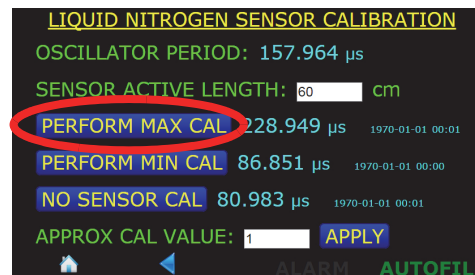 LIQUID NITROGEN SENSOR CALIBRATION
OSCILLATOR PERIOD: 157.964 µs
SENSOR ACTIVE LENGTH: 60 cm
PERFORM MAX CAL 228.949 µs 1970-01-01 00:01
PERFORM MIN CAL 86.851 µs 1970-01-01 00:00
NO SENSOR CAL 80.983 µs 1970-01-01 00:01
APPROX CAL VALUE: 1 APPLY
ALARM AUTOFIL